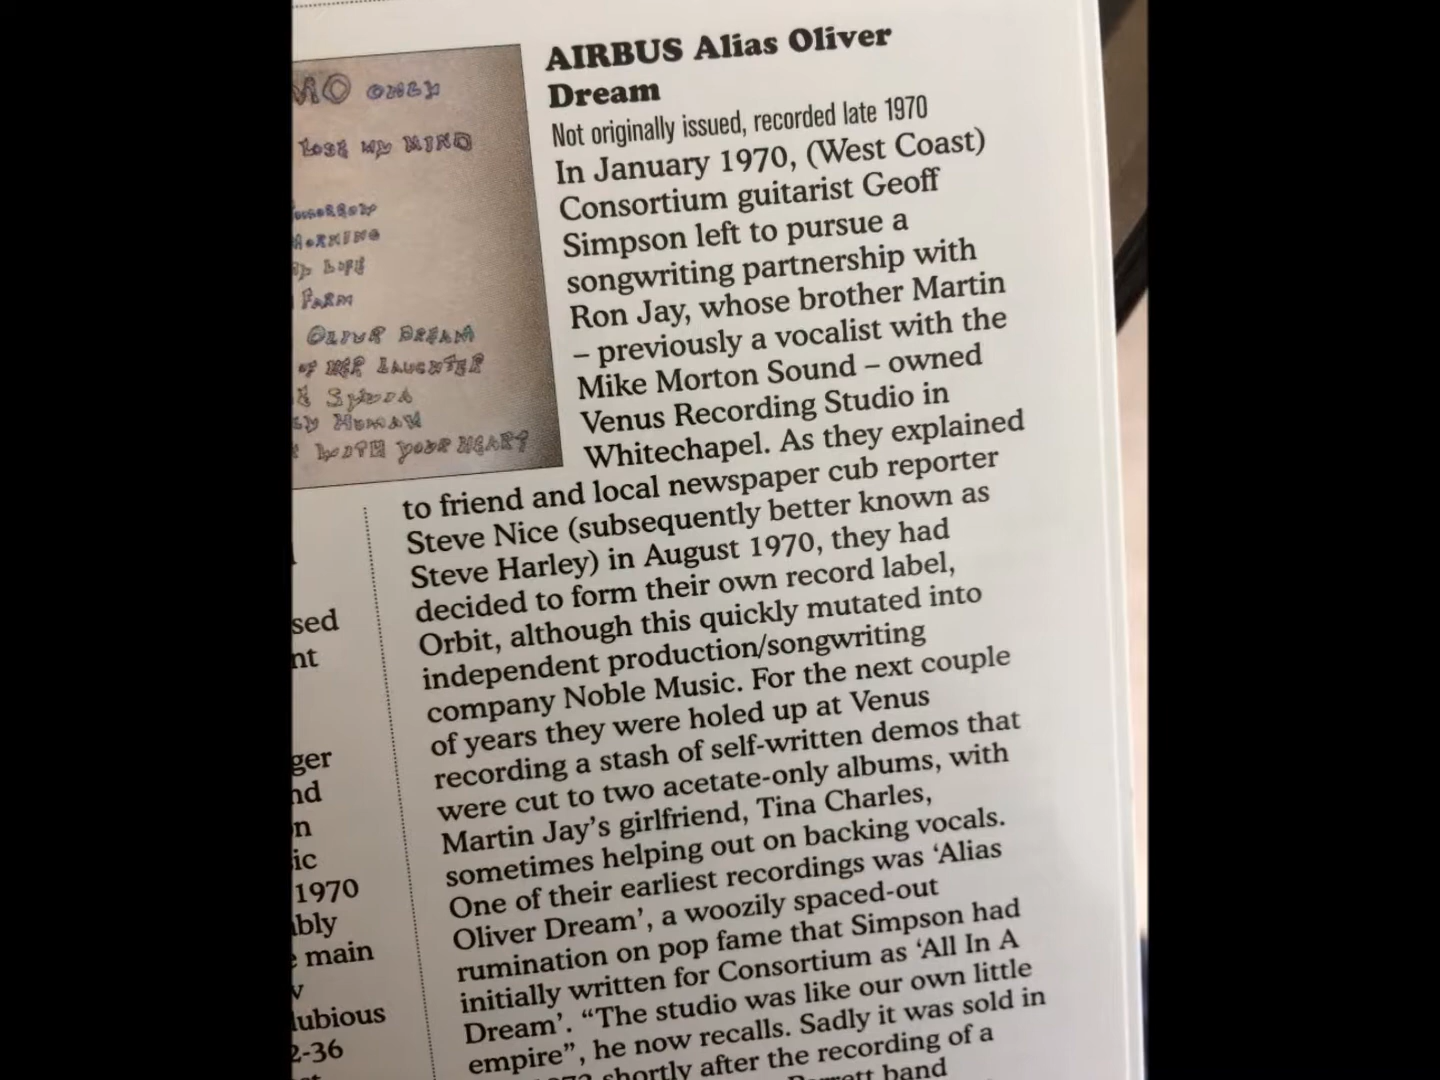 ONLY
LOSE MY MIND
TOMORROW
MORNING
LIFE
FARM
OLIVER DREAM
OF HER LAUGHTER
SYLVIA
HUMAN
WITH YOUR HEART
sed
nt
ger
nd
on
ic
1970
ably
main
lubious
2-36
AIRBUS Alias Oliver
Dream
Not originally issued, recorded late 1970
In January 1970, (West Coast)
Consortium guitarist Geoff
Simpson left to pursue a
songwriting partnership with
Ron Jay, whose brother Martin
– previously a vocalist with the
Mike Morton Sound – owned
Venus Recording Studio in
Whitechapel. As they explained
to friend and local newspaper cub reporter
Steve Nice (subsequently better known as
Steve Harley) in August 1970, they had
decided to form their own record label,
Orbit, although this quickly mutated into
independent production/songwriting
company Noble Music. For the next couple
of years they were holed up at Venus
recording a stash of self-written demos that
were cut to two acetate-only albums, with
Martin Jay’s girlfriend, Tina Charles,
sometimes helping out on backing vocals.
One of their earliest recordings was ‘Alias
Oliver Dream’, a woozily spaced-out
rumination on pop fame that Simpson had
initially written for Consortium as ‘All In A
Dream’. “The studio was like our own little
empire”, he now recalls. Sadly it was sold in
shortly after the recording of a
band